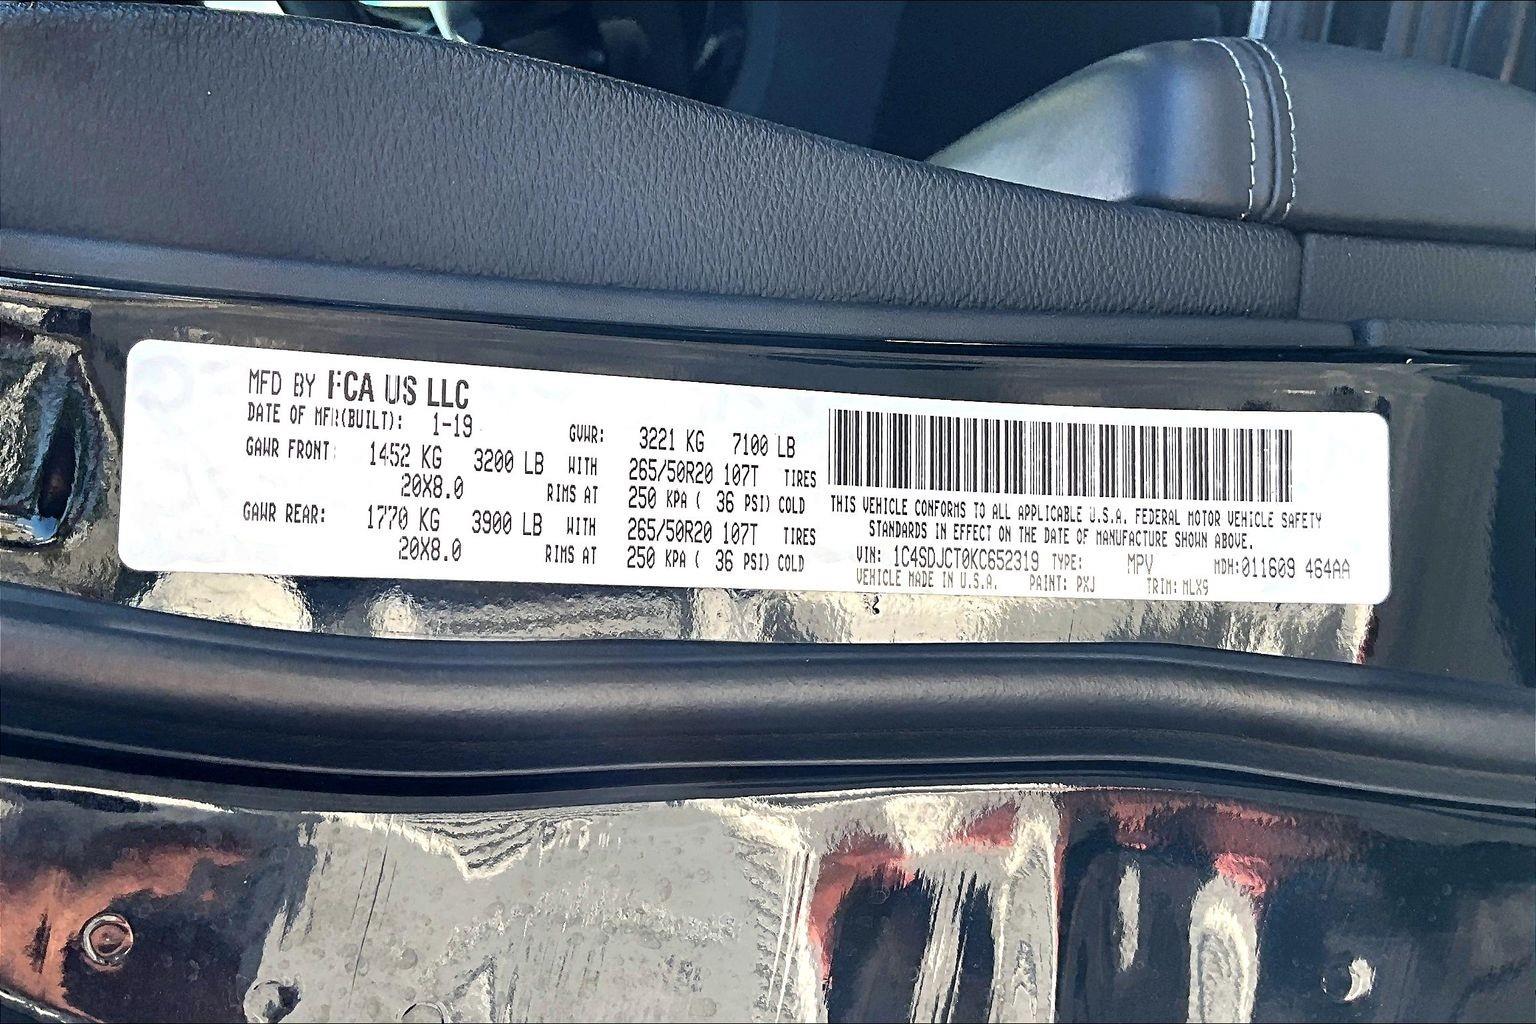 MFD BY FCA US LLC
DATE OF MFR(BUILT): 1-19
GVWR: 3221 KG 7100 LB
GAWR FRONT: 1452 KG 3200 LB WITH 265/50R20 107T TIRES
20X8.0 RIMS AT 250 KPA ( 36 PSI) COLD
GAWR REAR: 1770 KG 3900 LB WITH 265/50R20 107T TIRES
20X8.0 RIMS AT 250 KPA ( 36 PSI) COLD
THIS VEHICLE CONFORMS TO ALL APPLICABLE U.S.A. FEDERAL MOTOR VEHICLE SAFETY
STANDARDS IN EFFECT ON THE DATE OF MANUFACTURE SHOWN ABOVE.
VIN: 1C4SDJCT0KC652319 TYPE: MPV MDH:011609 464AA
VEHICLE MADE IN U.S.A. PAINT: PXJ TRIM: MLX9